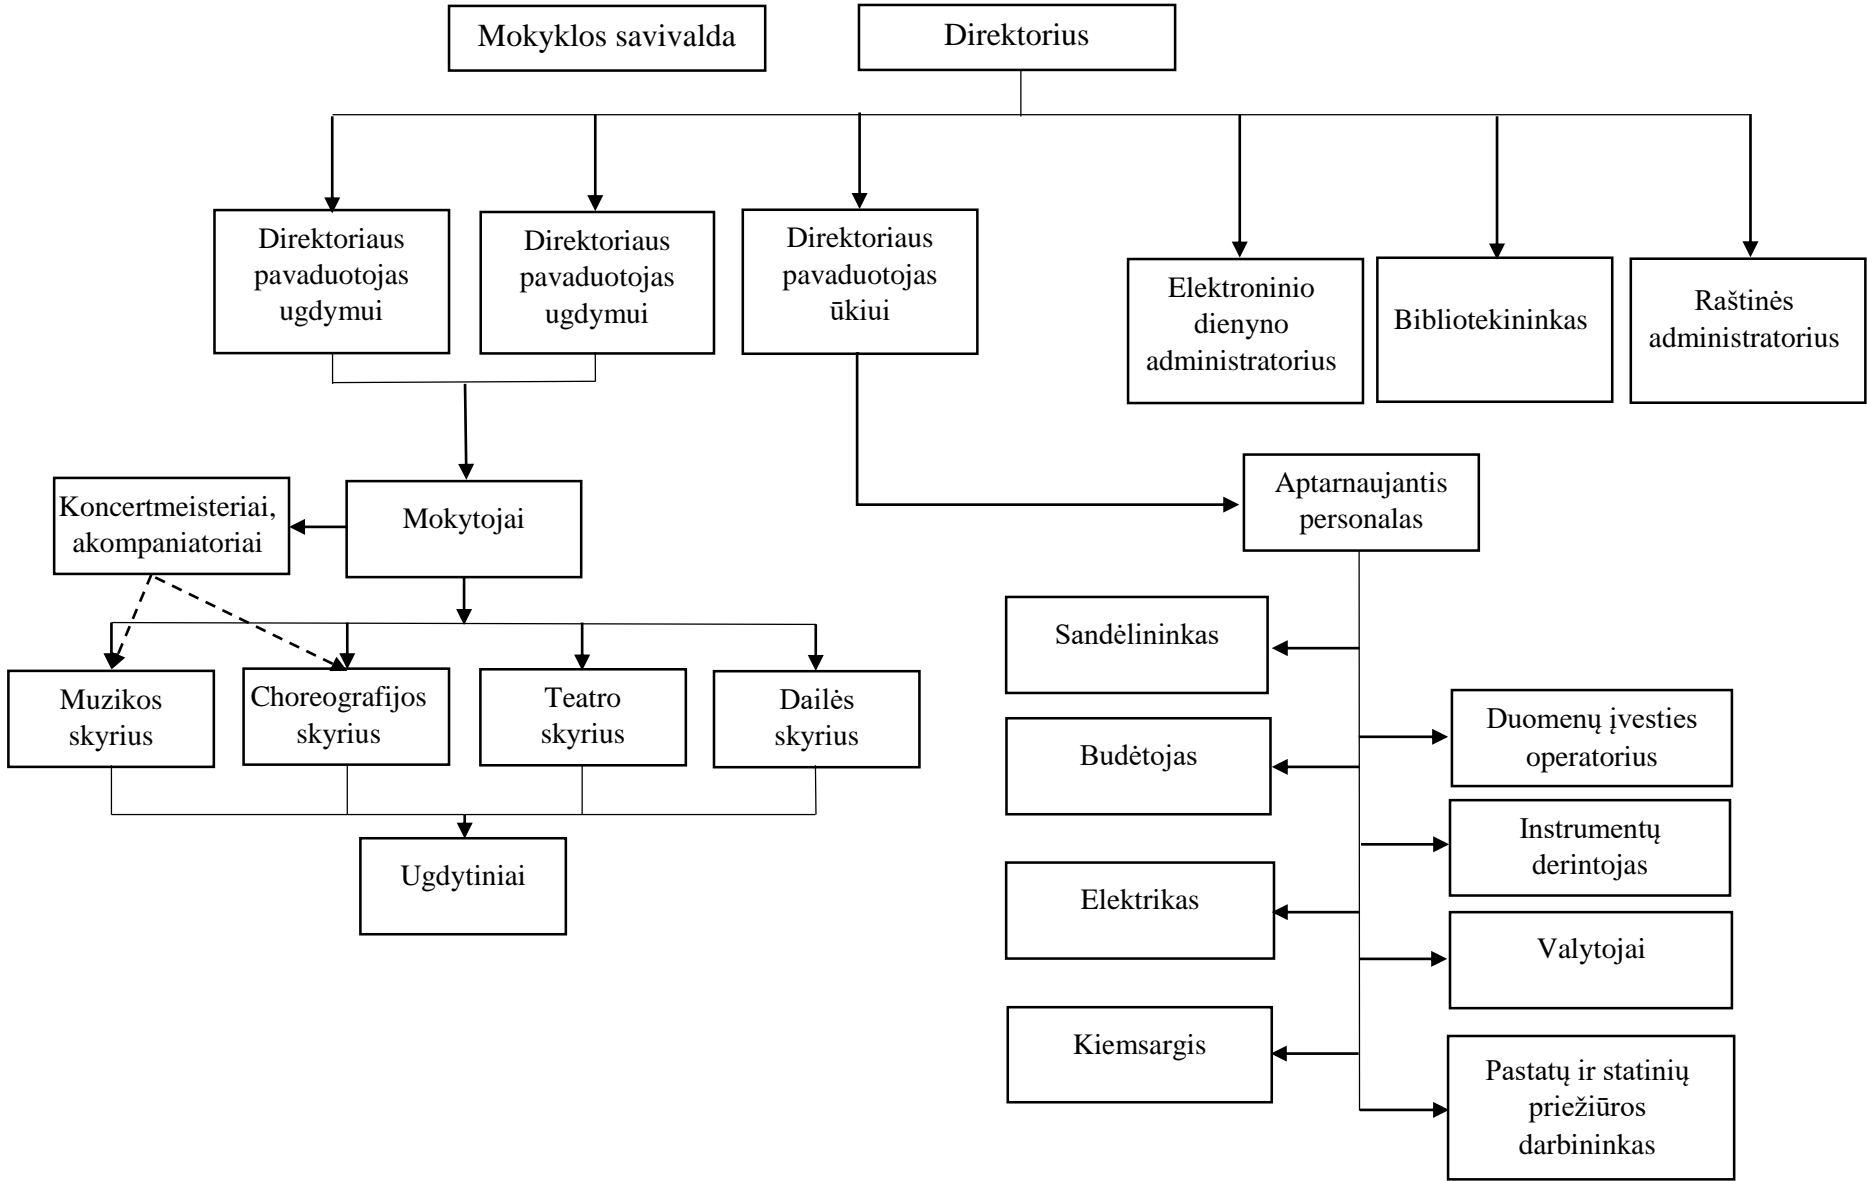 Mokyklos savivalda
Direktorius
Direktoriaus
pavaduotojas
ugdymui
Direktoriaus
pavaduotojas
ugdymui
Direktoriaus
pavaduotojas
ūkiui
Elektroninio
dienyno
administratorius
Bibliotekininkas
Raštinės
administratorius
Koncertmeisteriai,
akompaniatoriai
Mokytojai
Aptarnaujantis
personalas
Muzikos
skyrius
Choreografijos
skyrius
Teatro
skyrius
Dailės
skyrius
Ugdytiniai
Sandėlininkas
Duomenų įvesties
operatorius
Budėtojas
Instrumentų
derintojas
Elektrikas
Valytojai
Kiemsargis
Pastatų ir statinių
priežiūros
darbininkas